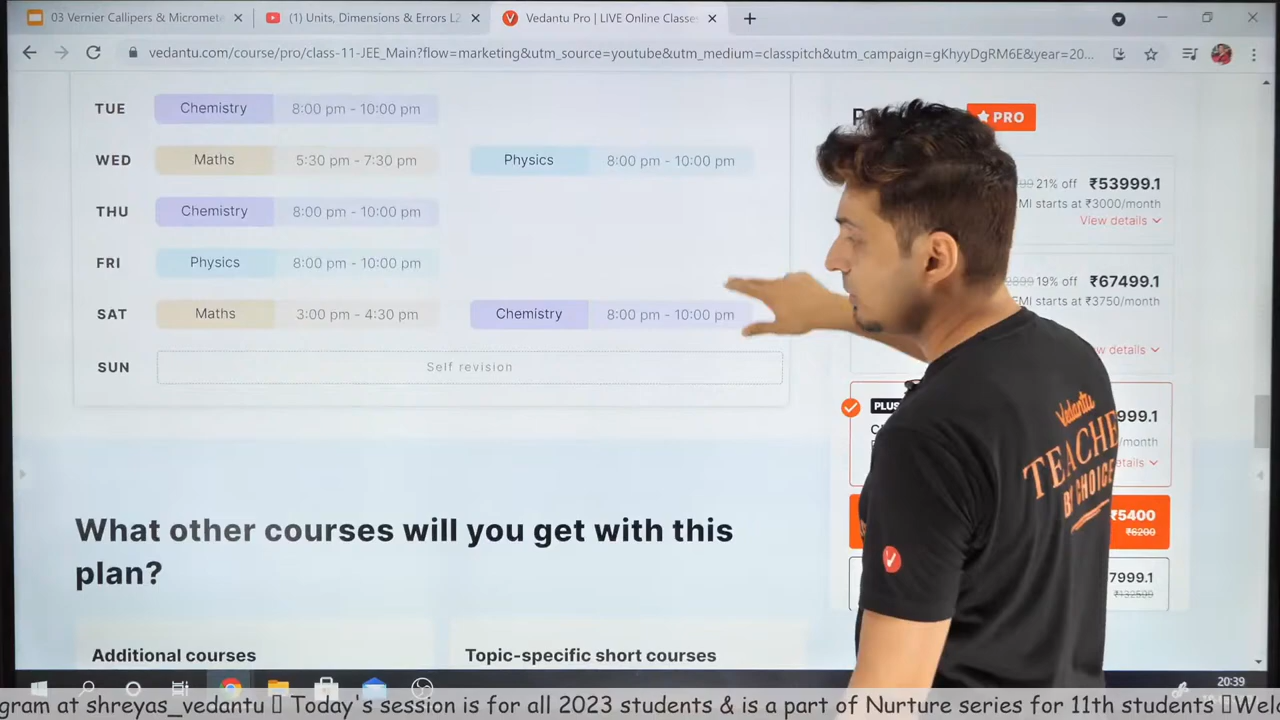 03 Vernier Callipers & Micromete
(1) Units, Dimensions & Errors L2
Vedantu Pro | LIVE Online Classe
vedantu.com/course/pro/class-11-JEE_Main?flow=marketing&utm_source=youtube&utm_medium=classpitch&utm_campaign=gKhyyDgRM6E&year=20...
TUE Chemistry 8:00 pm - 10:00 pm
WED Maths 5:30 pm - 7:30 pm Physics 8:00 pm - 10:00 pm
THU Chemistry 8:00 pm - 10:00 pm
FRI Physics 8:00 pm - 10:00 pm
SAT Maths 3:00 pm - 4:30 pm Chemistry 8:00 pm - 10:00 pm
SUN Self revision
What other courses will you get with this
plan?
Additional courses
Topic-specific short courses
PRO
21% off ₹53999.1
EMI starts at ₹3000/month
View details
2899 19% off ₹67499.1
EMI starts at ₹3750/month
details
PLUS
999.1
/month
etails
₹5400
₹6200
7999.1
₹132599
Vedantu
TEACHE
BY CHOICE
20:39
gram at shreyas_vedantu Today's session is for all 2023 students & is a part of Nurture series for 11th students Wel